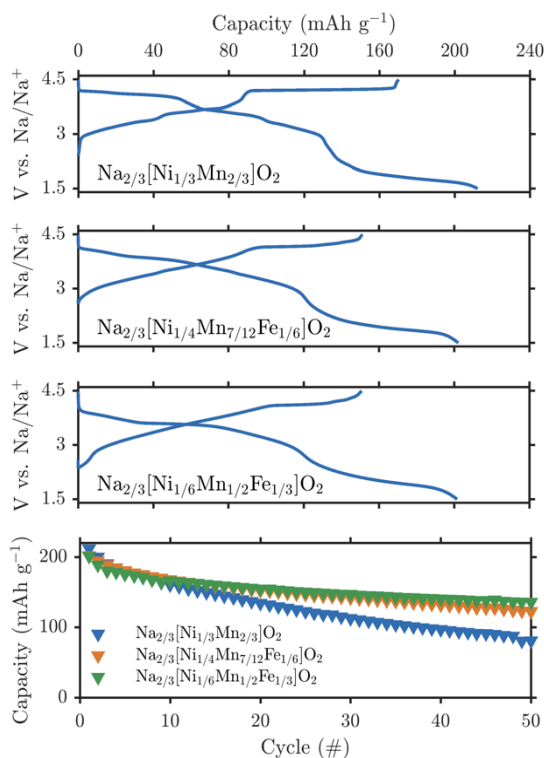 Capacity (mAh g⁻¹)
0 40 80 120 160 200 240
V vs. Na/Na⁺
4.5
3
1.5
Na₂/₃[Ni₁/₃Mn₂/₃]O₂
V vs. Na/Na⁺
4.5
3
1.5
Na₂/₃[Ni₁/₄Mn₇/₁₂Fe₁/₆]O₂
V vs. Na/Na⁺
4.5
3
1.5
Na₂/₃[Ni₁/₆Mn₁/₂Fe₁/₃]O₂
Capacity (mAh g⁻¹)
200
100
0
Na₂/₃[Ni₁/₃Mn₂/₃]O₂
Na₂/₃[Ni₁/₄Mn₇/₁₂Fe₁/₆]O₂
Na₂/₃[Ni₁/₆Mn₁/₂Fe₁/₃]O₂
0 10 20 30 40 50
Cycle (#)